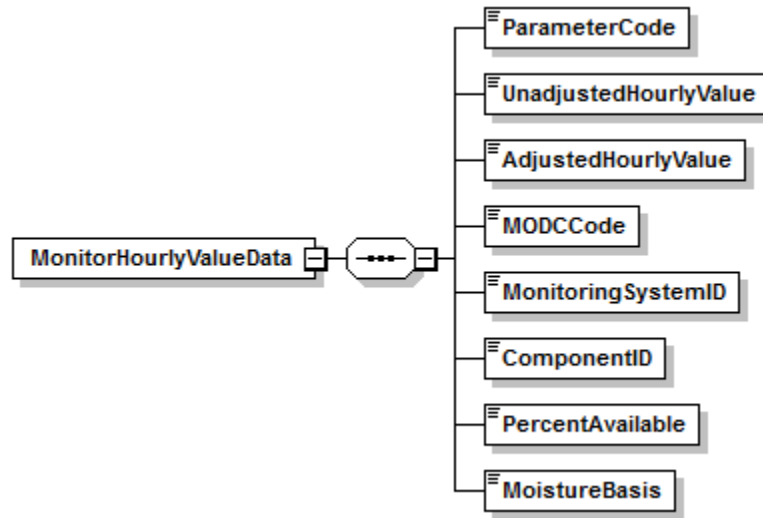 ParameterCode
UnadjustedHourlyValue
AdjustedHourlyValue
MODCCode
MonitorHourlyValueData
MonitoringSystemID
ComponentID
PercentAvailable
MoistureBasis